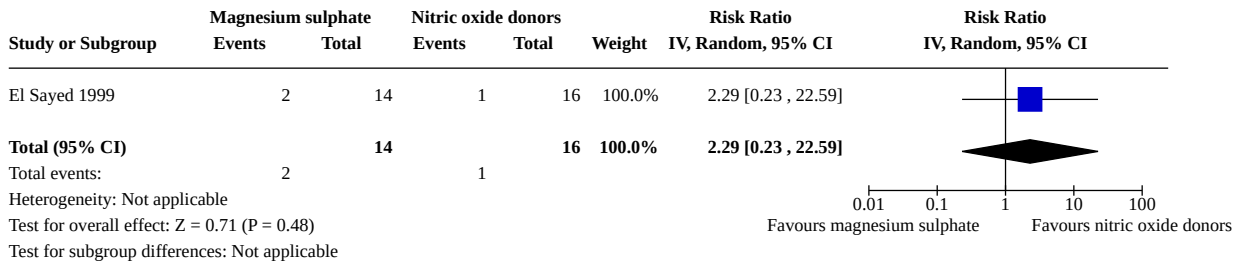 Magnesium sulphate Nitric oxide donors Risk Ratio Risk Ratio
Study or Subgroup Events Total Events Total Weight IV, Random, 95% CI IV, Random, 95% CI
El Sayed 1999 2 14 1 16 100.0% 2.29 [0.23 , 22.59]
Total (95% CI) 14 16 100.0% 2.29 [0.23 , 22.59]
Total events: 2 1
Heterogeneity: Not applicable
0.01 0.1 1 10 100
Test for overall effect: Z = 0.71 (P = 0.48)
Favours magnesium sulphate Favours nitric oxide donors
Test for subgroup differences: Not applicable